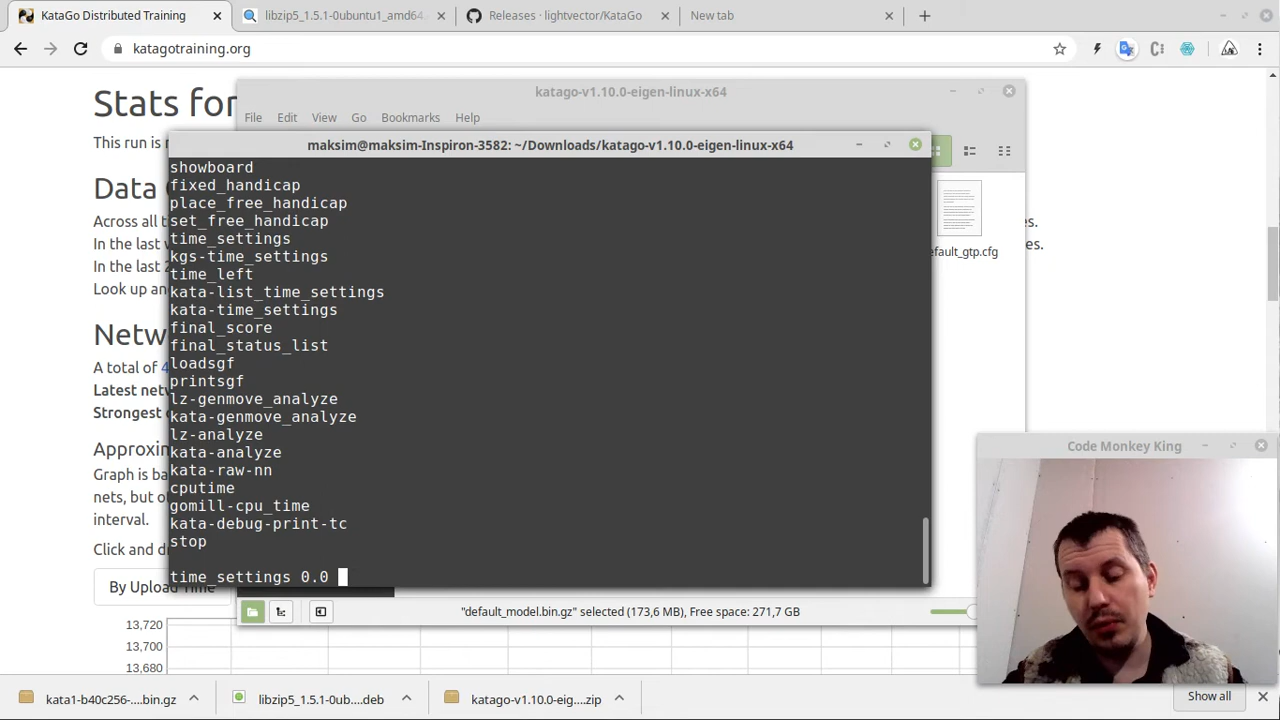 KataGo Distributed Training
libzip5_1.5.1-0ubuntu1_amd64.
Releases · lightvector/KataGo
New tab
katagotraining.org
Stats for
This run is
Data
Across all t
In the last
In the last 2
Look up an
Netw
A total of 4
Latest netw
Strongest
Approxim
Graph is ba
nets, but o
interval.
Click and d
By Upload Time
13,720
13,700
13,680
katago-v1.10.0-eigen-linux-x64
File Edit View Go Bookmarks Help
es.
es.
efault_gtp.cfg
maksim@maksim-Inspiron-3582: ~/Downloads/katago-v1.10.0-eigen-linux-x64
showboard
fixed_handicap
place_free_handicap
set_free_handicap
time_settings
kgs-time_settings
time_left
kata-list_time_settings
kata-time_settings
final_score
final_status_list
loadsgf
printsgf
lz-genmove_analyze
kata-genmove_analyze
lz-analyze
kata-analyze
kata-raw-nn
cputime
gomill-cpu_time
kata-debug-print-tc
stop
time_settings 0.0
"default_model.bin.gz" selected (173,6 MB), Free space: 271,7 GB
Code Monkey King
kata1-b40c256-....bin.gz
libzip5_1.5.1-0ub....deb
katago-v1.10.0-eig....zip
Show all